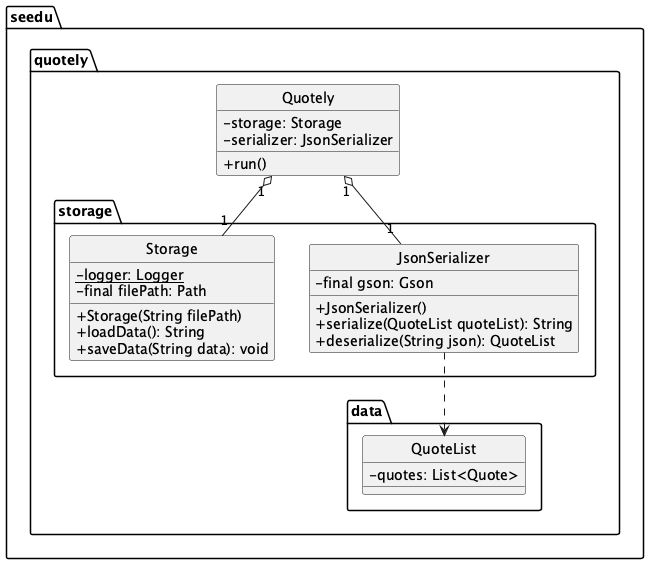 seedu
quotely
Quotely
-storage: Storage
-serializer: JsonSerializer
+run()
1
1
storage
1
1
Storage
-logger: Logger
-final filePath: Path
+Storage(String filePath)
+loadData(): String
+saveData(String data): void
JsonSerializer
-final gson: Gson
+JsonSerializer()
+serialize(QuoteList quoteList): String
+deserialize(String json): QuoteList
data
QuoteList
-quotes: List<Quote>